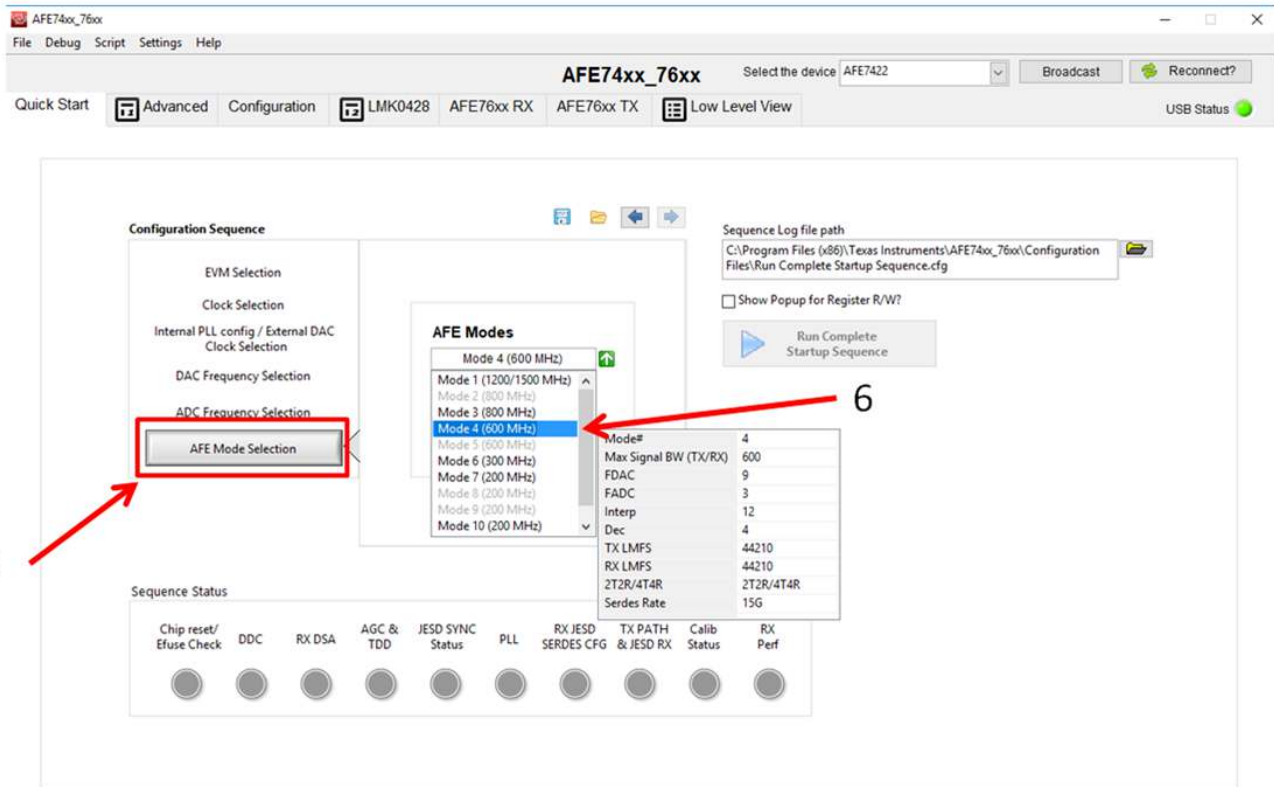 AFE74xx_76xx
File Debug Script Settings Help
AFE74xx_76xx
Select the device AFE7422
Broadcast
Reconnect?
Quick Start Advanced Configuration LMK0428 AFE76xx RX AFE76xx TX Low Level View
USB Status
Configuration Sequence
EVM Selection
Clock Selection
Internal PLL config / External DAC
Clock Selection
DAC Frequency Selection
ADC Frequency Selection
AFE Mode Selection
AFE Modes
Mode 4 (600 MHz)
Mode 1 (1200/1500 MHz)
Mode 2 (800 MHz)
Mode 3 (800 MHz)
Mode 4 (600 MHz)
Mode 5 (600 MHz)
Mode 6 (300 MHz)
Mode 7 (200 MHz)
Mode 8 (200 MHz)
Mode 9 (200 MHz)
Mode 10 (200 MHz)
6
Mode# 4
Max Signal BW (TX/RX) 600
FDAC 9
FADC 3
Interp 12
Dec 4
TX LMFS 44210
RX LMFS 44210
2T2R/4T4R 2T2R/4T4R
Serdes Rate 15G
Sequence Log file path
C:\Program Files (x86)\Texas Instruments\AFE74xx_76xx\Configuration
Files\Run Complete Startup Sequence.cfg
Show Popup for Register R/W?
Run Complete
Startup Sequence
Sequence Status
Chip reset/
Efuse Check
DDC
RX DSA
AGC &
TDD
JESD SYNC
Status
PLL
RX JESD
SERDES CFG
TX PATH
& JESD RX
Calib
Status
RX
Perf